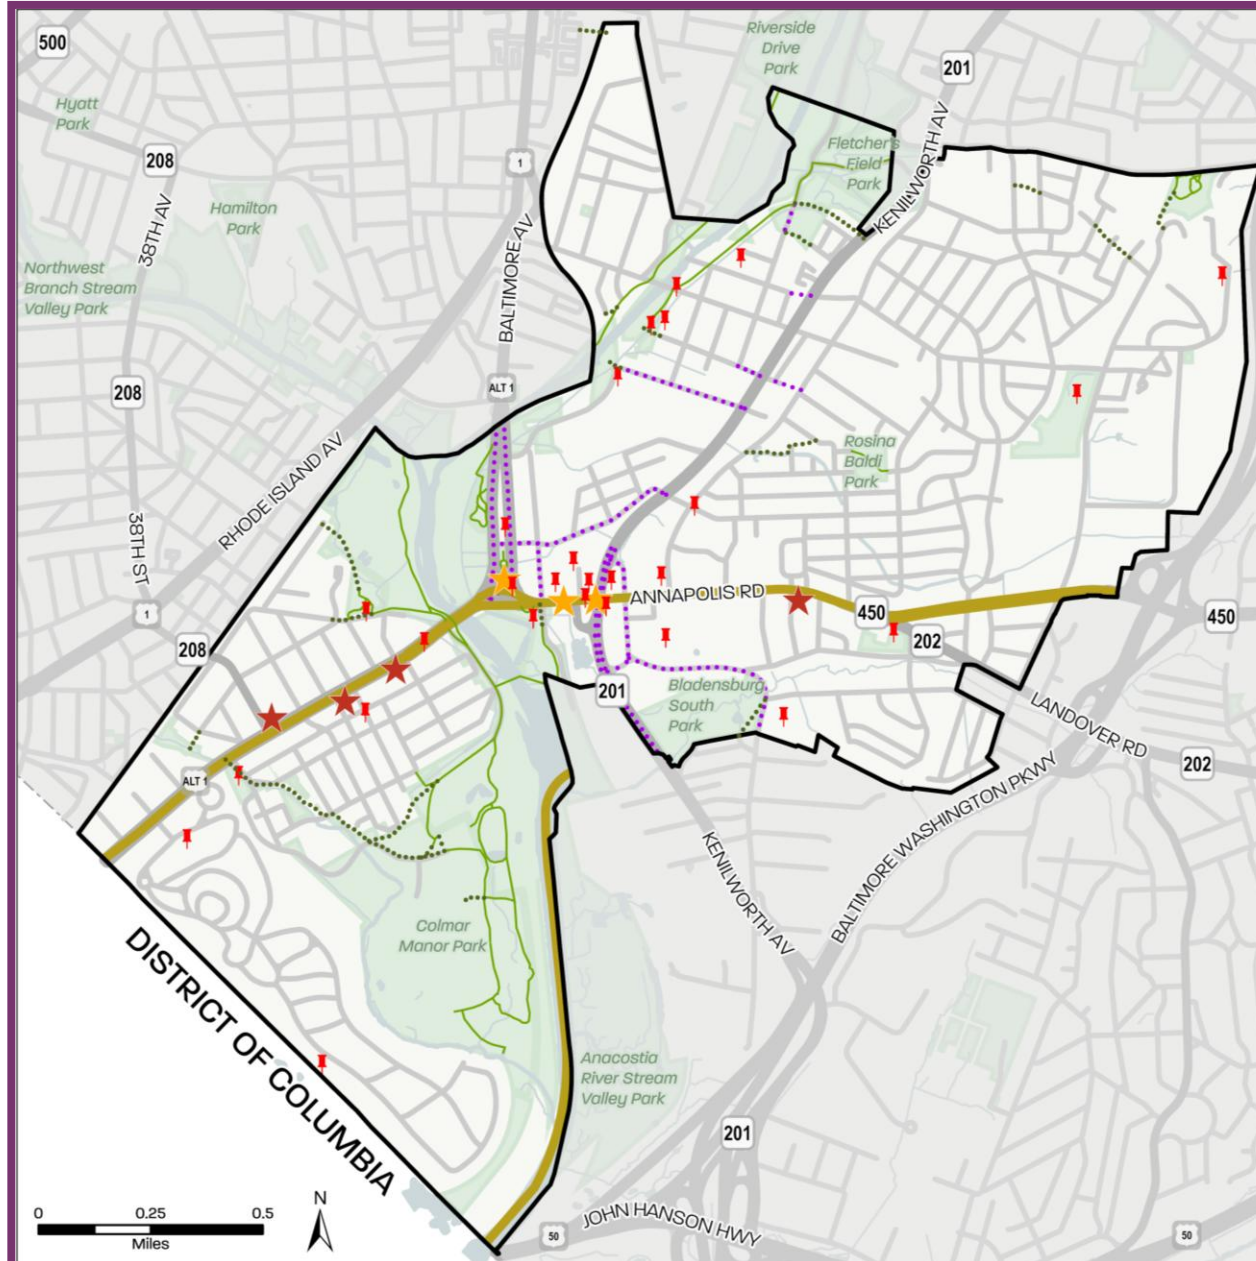 500
Riverside
Drive
Park
201
Hyatt
Park
208
1
Fletcher's
Field
Park
KENILWORTH AV
Hamilton
Park
38TH AV
BALTIMORE AV
Northwest
Branch Stream
Valley Park
208
ALT 1
RHODE ISLAND AV
Rosina
Baldi
Park
38TH ST
ANNAPOLIS RD
450
450
1
208
202
201
Bladensburg
South
Park
LANDOVER RD
202
ALT 1
BALTIMORE WASHINGTON PKWY
KENILWORTH AV
Colmar
Manor Park
DISTRICT OF COLUMBIA
Anacostia
River Stream
Valley Park
201
0 0.25 0.5
Miles
N
50
JOHN HANSON HWY
50